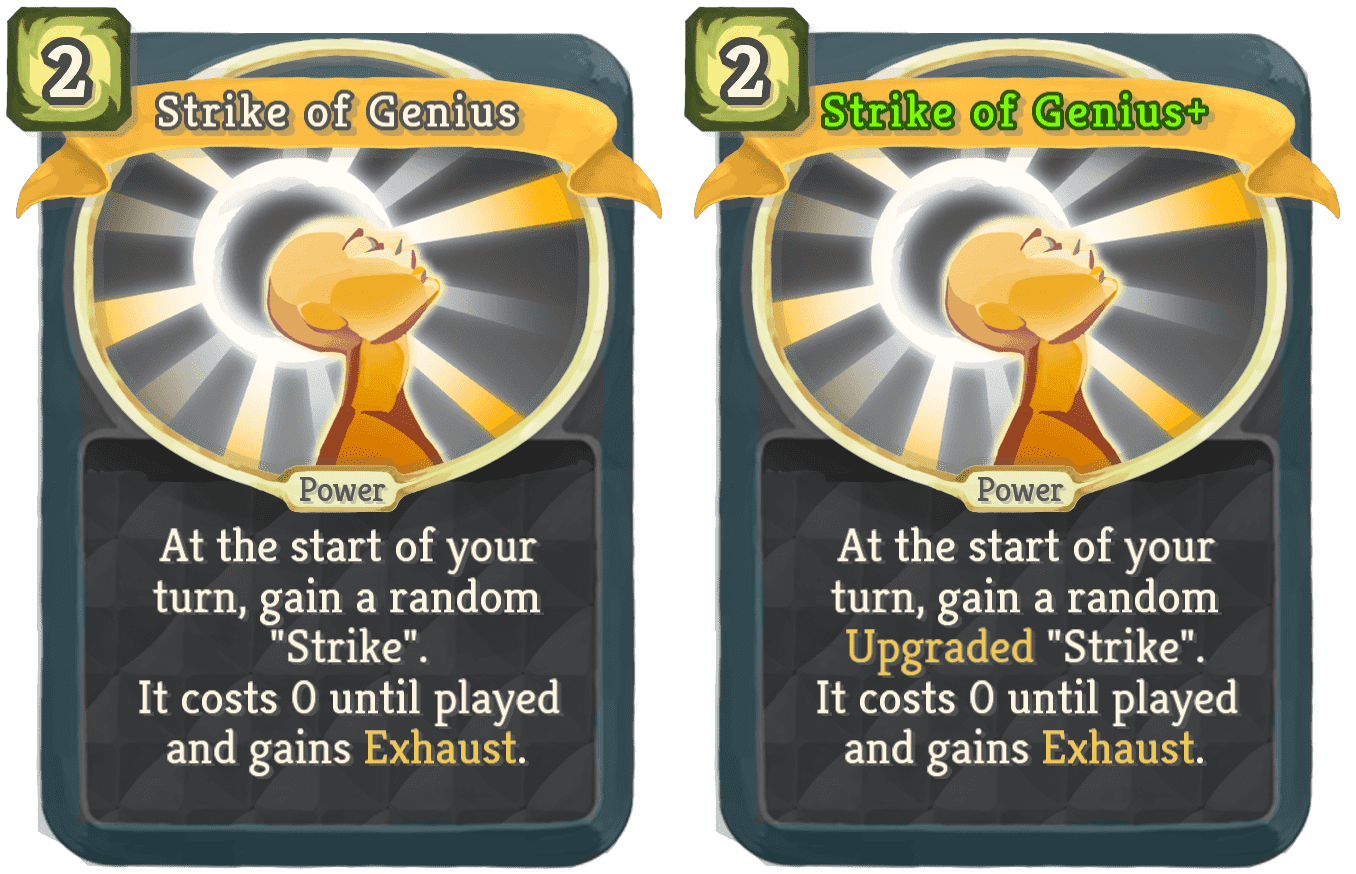 2
Strike of Genius
Power
At the start of your
turn, gain a random
"Strike".
It costs 0 until played
and gains Exhaust.
2
Strike of Genius+
Power
At the start of your
turn, gain a random
Upgraded "Strike".
It costs 0 until played
and gains Exhaust.